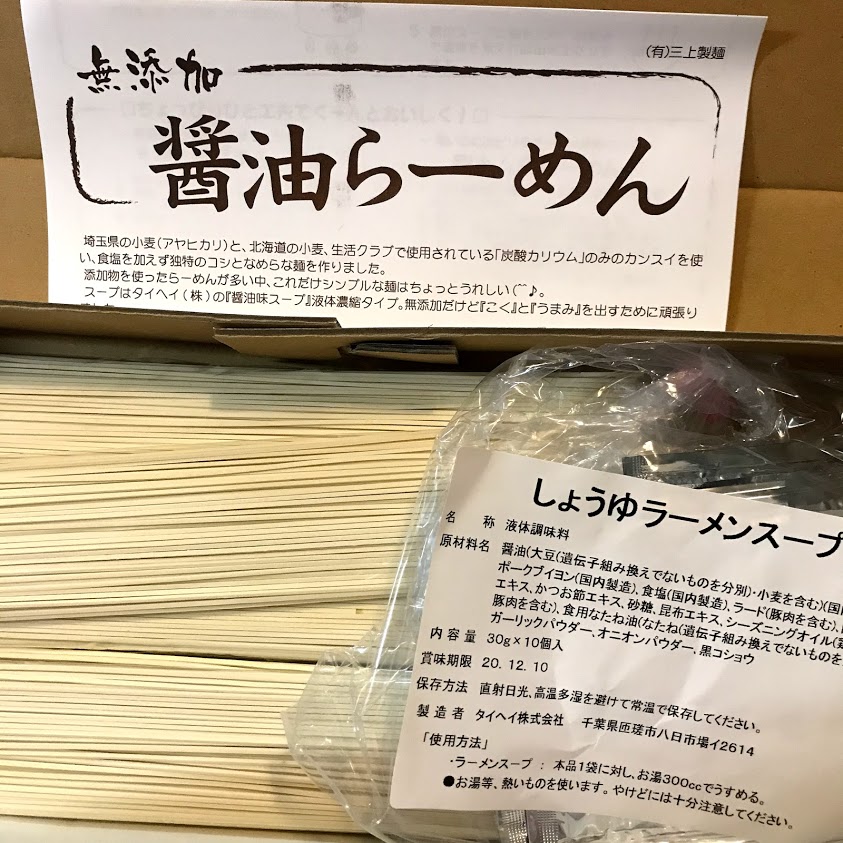 (有)三上製麺
無添加
醤油らーめん
埼玉県の小麦(アヤヒカリ)と、北海道の小麦、生活クラブで使用されている「炭酸カリウム」のみのカンスイを使
い、食塩を加えず独特のコシとなめらな麺を作りました。
添加物を使ったらーめんが多い中、これだけシンプルな麺はちょっとうれしい(^^♪。
スープはタイヘイ(株)の『醤油味スープ』液体濃縮タイプ。無添加だけど『こく』と『うまみ』を出すために頑張り
しょうゆラーメンスープ
名 称 液体調味料
原材料名 醤油(大豆(遺伝子組み換えでないものを分別)・小麦を含む)(国
ポークブイヨン(国内製造)、食塩(国内製造)、ラード(豚肉を含む)、
エキス、かつお節エキス、砂糖、昆布エキス、シーズニングオイル(
豚肉を含む)、食用なたね油(なたね(遺伝子組み換えでないものを
ガーリックパウダー、オニオンパウダー、黒コショウ
内容量 30g×10個入
賞味期限 20.12.10
保存方法 直射日光、高温多湿を避けて常温で保存してください。
製造者 タイヘイ株式会社 千葉県匝瑳市八日市場イ2614
「使用方法」
・ラーメンスープ : 本品1袋に対し、お湯300ccでうすめる。
●お湯等、熱いものを使います。やけどには十分注意してください。